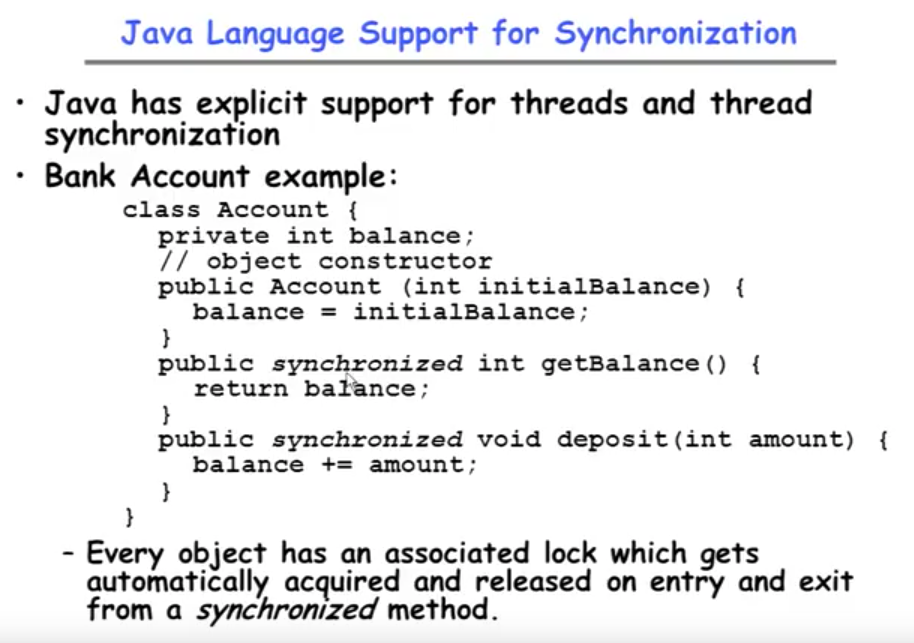 Java Language Support for Synchronization
• Java has explicit support for threads and thread
synchronization
• Bank Account example:
class Account {
private int balance;
// object constructor
public Account (int initialBalance) {
balance = initialBalance;
}
public synchronized int getBalance() {
return balance;
}
public synchronized void deposit(int amount) {
balance += amount;
}
}
- Every object has an associated lock which gets
automatically acquired and released on entry and exit
from a synchronized method.